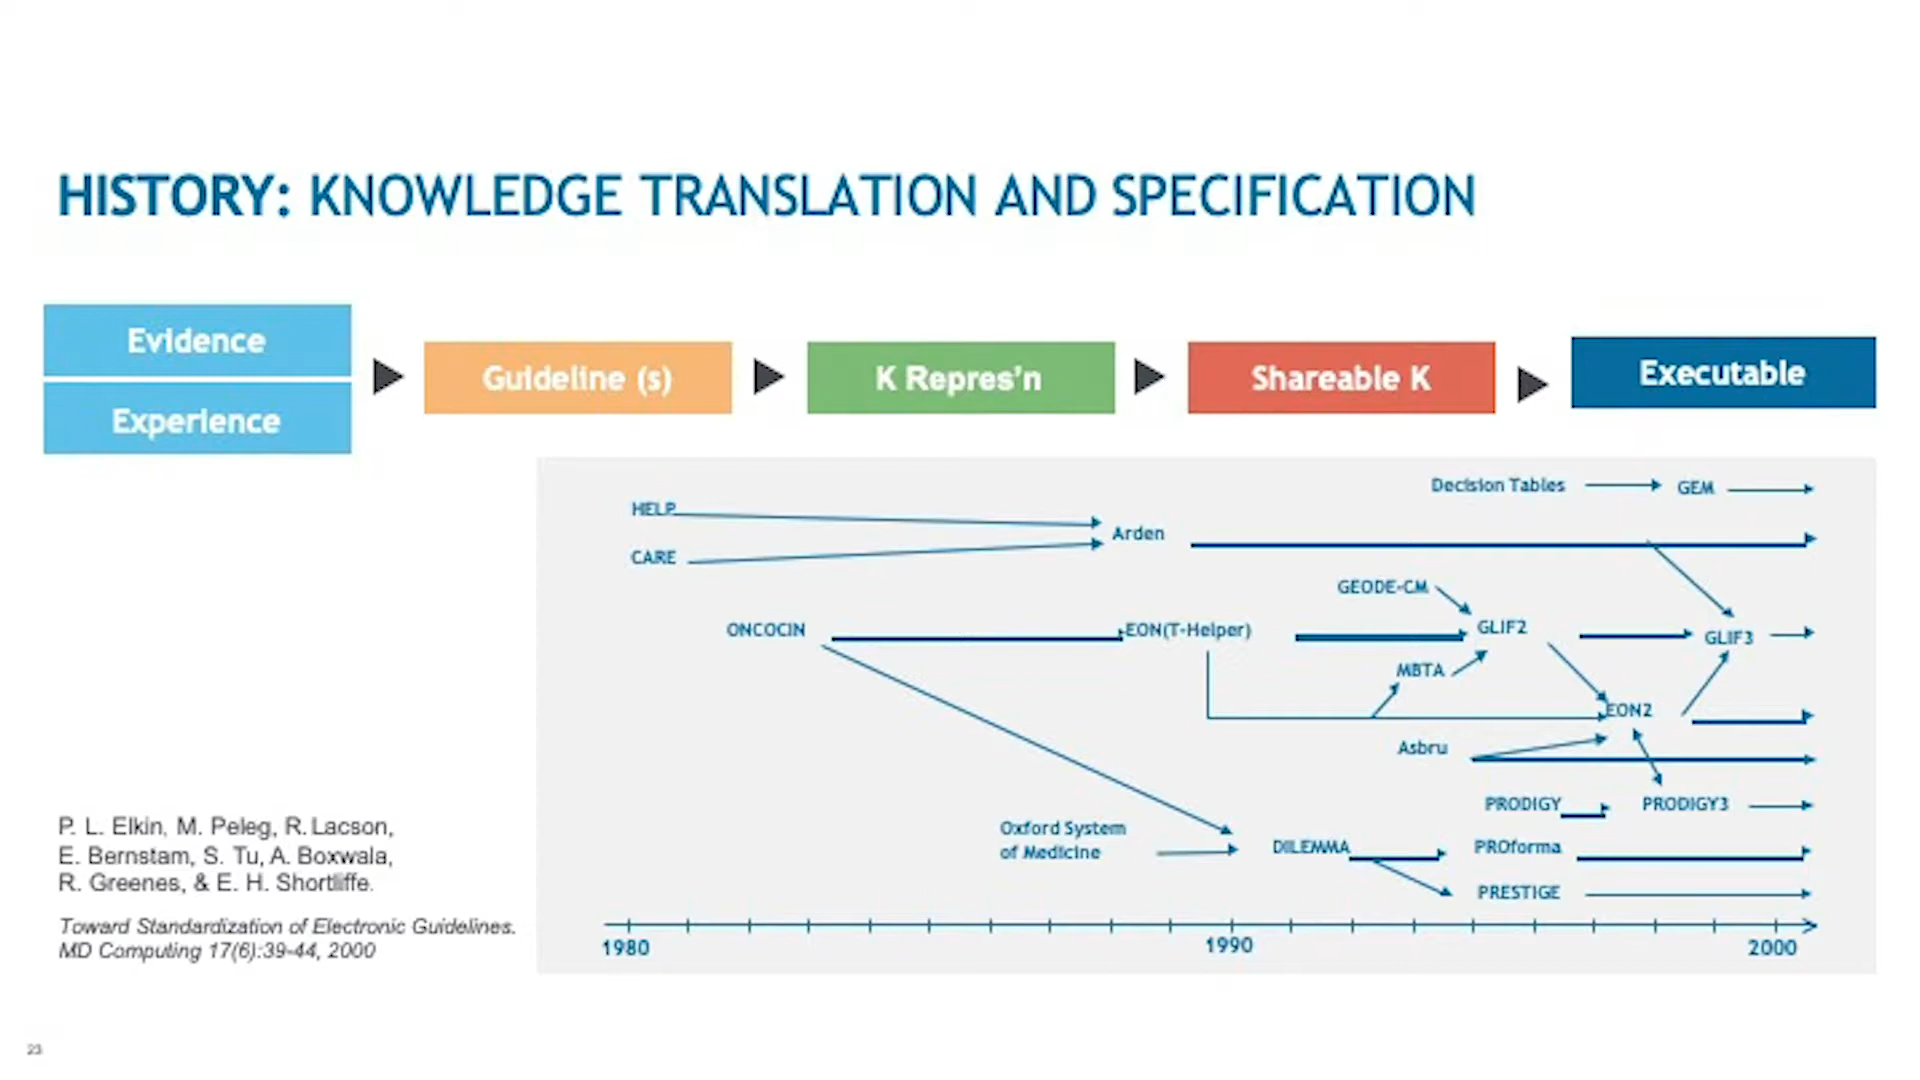 HISTORY: KNOWLEDGE TRANSLATION AND SPECIFICATION
Evidence
Experience
Guideline (s)
K Repres'n
Shareable K
Executable
Decision Tables
GEM
HELP
Arden
CARE
GEODE-CM
ONCOCIN
EON(T-Helper)
GLIF2
GLIF3
MBTA
EON2
Asbru
PRODIGY
PRODIGY3
Oxford System
of Medicine
DILEMMA
PROforma
PRESTIGE
1980
1990
2000
P. L. Elkin, M. Peleg, R. Lacson,
E. Bernstam, S. Tu, A. Boxwala,
R. Greenes, & E. H. Shortliffe.
Toward Standardization of Electronic Guidelines.
MD Computing 17(6):39-44, 2000
23